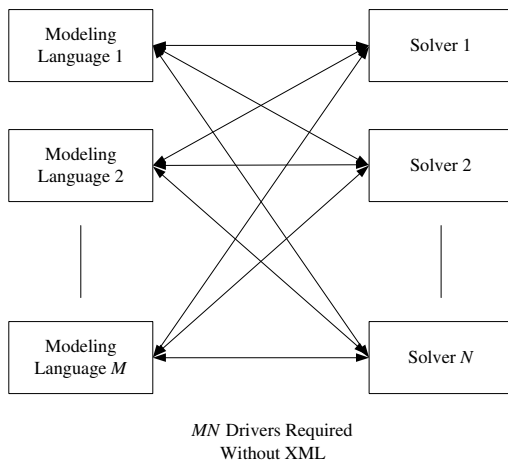 Modeling
Language 1
Solver 1
Modeling
Language 2
Solver 2
Modeling
Language M
Solver N
MN Drivers Required
Without XML